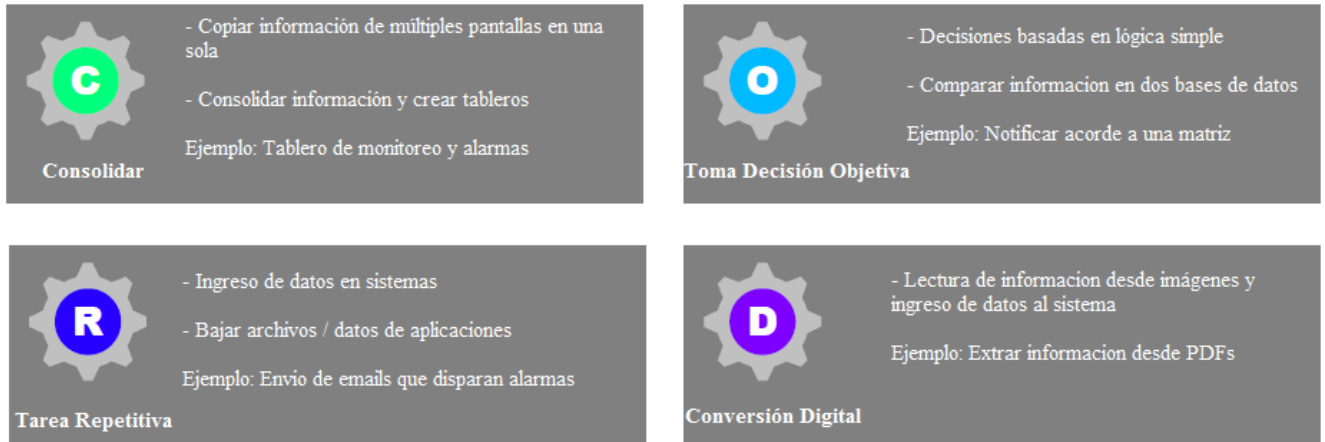 C
- Copiar información de múltiples pantallas en una
sola
- Consolidar información y crear tableros
Ejemplo: Tablero de monitoreo y alarmas
Consolidar
O
- Decisiones basadas en lógica simple
- Comparar informacion en dos bases de datos
Ejemplo: Notificar acorde a una matriz
Toma Decisión Objetiva
R
- Ingreso de datos en sistemas
- Bajar archivos / datos de aplicaciones
Ejemplo: Envio de emails que disparan alarmas
Tarea Repetitiva
D
- Lectura de informacion desde imágenes y
ingreso de datos al sistema
Ejemplo: Extrar informacion desde PDFs
Conversión Digital